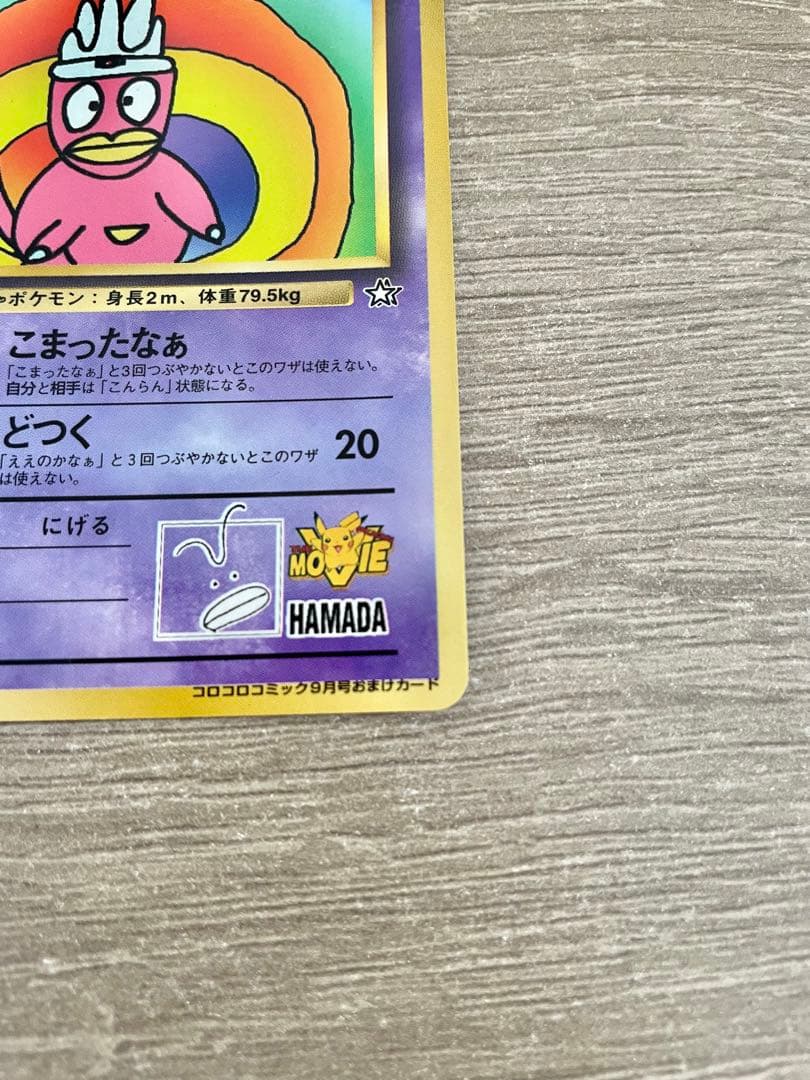 ポケモン：身長2m、体重79.5kg
こまったなぁ
「こまったなぁ」と3回つぶやかないとこのワザは使えない。
自分と相手は「こんらん」状態になる。
どつく
20
「ええのかなぁ」と3回つぶやかないとこのワザ
は使えない。
にげる
MOVIE
HAMADA
コロコロコミック9月号おまけカード